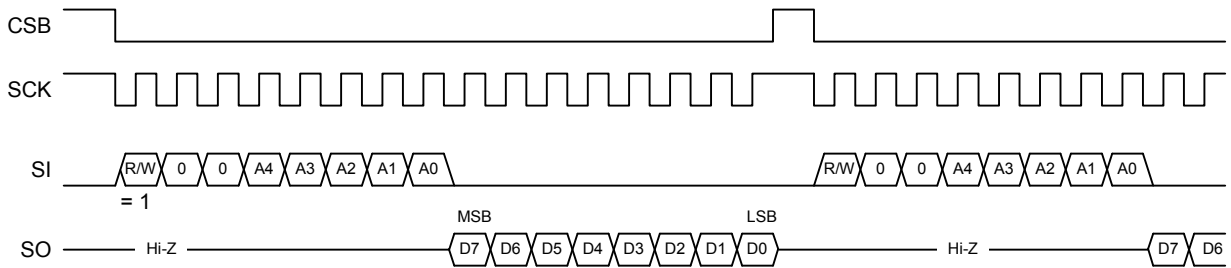 CSB
SCK
SI R/W 0 0 A4 A3 A2 A1 A0 R/W 0 0 A4 A3 A2 A1 A0
= 1
MSB LSB
SO Hi-Z D7 D6 D5 D4 D3 D2 D1 D0 Hi-Z D7 D6